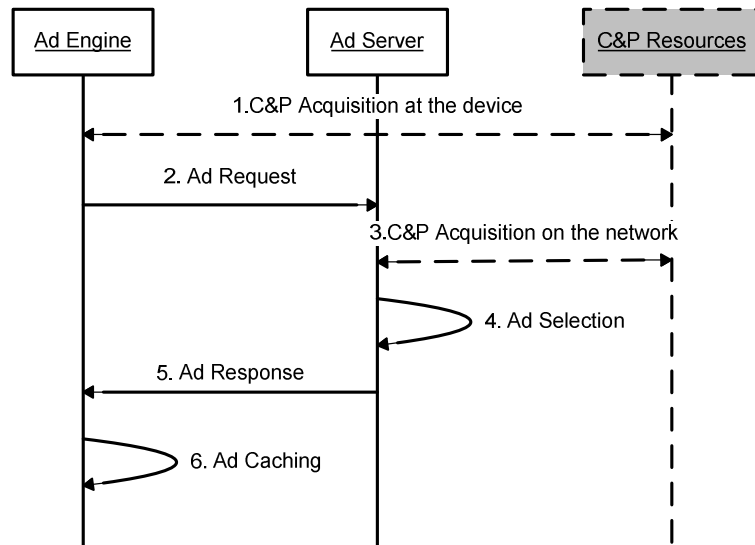 Ad Engine
Ad Server
C&P Resources
1.C&P Acquisition at the device
2. Ad Request
3.C&P Acquisition on the network
4. Ad Selection
5. Ad Response
6. Ad Caching